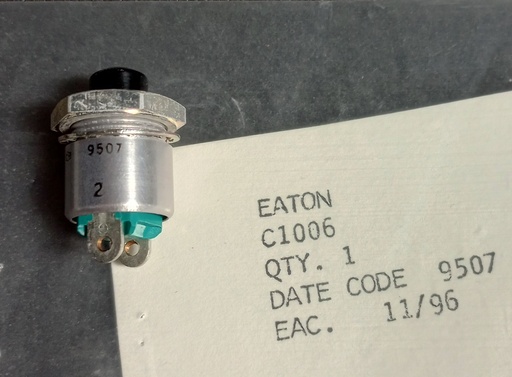 9507
2
EATON
C1006
QTY. 1
DATE CODE 9507
EAC. 11/96